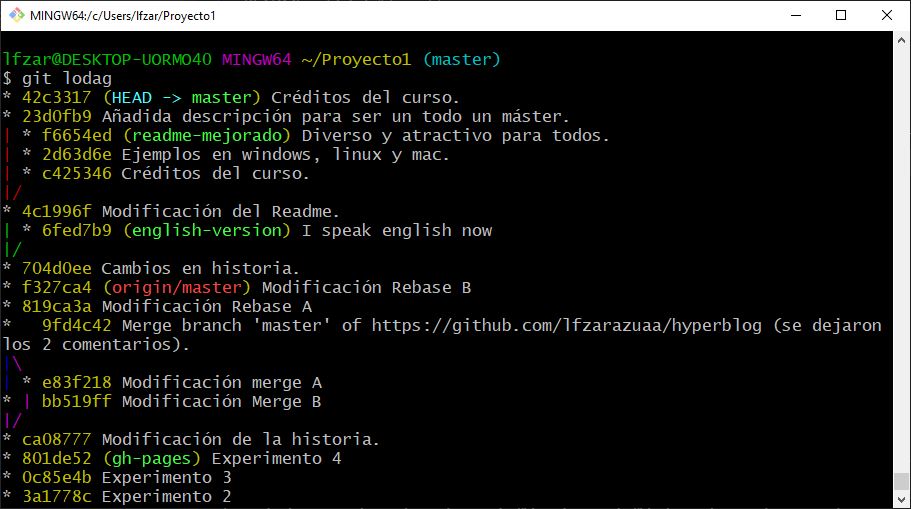 MINGW64:/c/Users/lfzar/Proyecto1
lfzar@DESKTOP-UORMO4O MINGW64 ~/Proyecto1 (master)
$ git lodag
* 42c3317 (HEAD -> master) Créditos del curso.
* 23d0fb9 Añadida descripción para ser un todo un máster.
| * f6654ed (readme-mejorado) Diverso y atractivo para todos.
| * 2d63d6e Ejemplos en windows, linux y mac.
| * c425346 Créditos del curso.
|/
* 4c1996f Modificación del Readme.
| * 6fed7b9 (english-version) I speak english now
|/
* 704d0ee Cambios en historia.
* f327ca4 (origin/master) Modificación Rebase B
* 819ca3a Modificación Rebase A
*   9fd4c42 Merge branch 'master' of https://github.com/lfzarazuaa/hyperblog (se dejaron
los 2 comentarios).
|\
| * e83f218 Modificación merge A
* | bb519ff Modificación Merge B
|/
* ca08777 Modificación de la historia.
* 801de52 (gh-pages) Experimento 4
* 0c85e4b Experimento 3
* 3a1778c Experimento 2